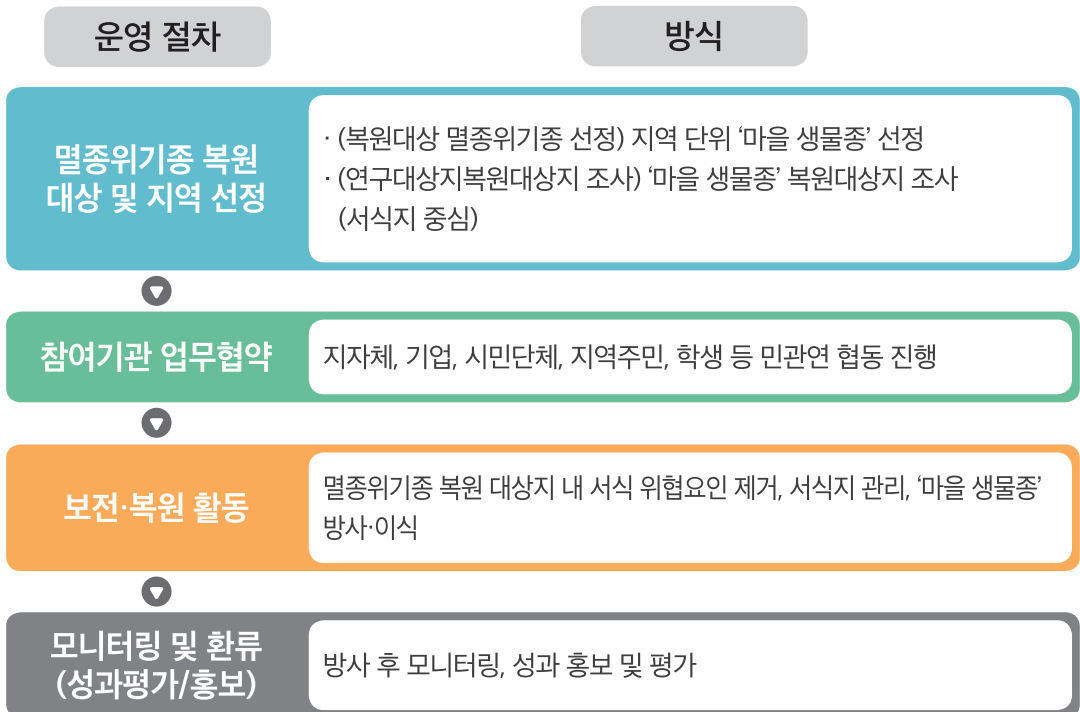 운영 절차
방식
멸종위기종 복원
대상 및 지역 선정
· (복원대상 멸종위기종 선정) 지역 단위 ‘마을 생물종’ 선정
· (연구대상지복원대상지 조사) ‘마을 생물종’ 복원대상지 조사
(서식지 중심)
참여기관 업무협약
지자체, 기업, 시민단체, 지역주민, 학생 등 민관연 협동 진행
보전·복원 활동
멸종위기종 복원 대상지 내 서식 위협요인 제거, 서식지 관리, ‘마을 생물종’
방사·이식
모니터링 및 환류
(성과평가/홍보)
방사 후 모니터링, 성과 홍보 및 평가